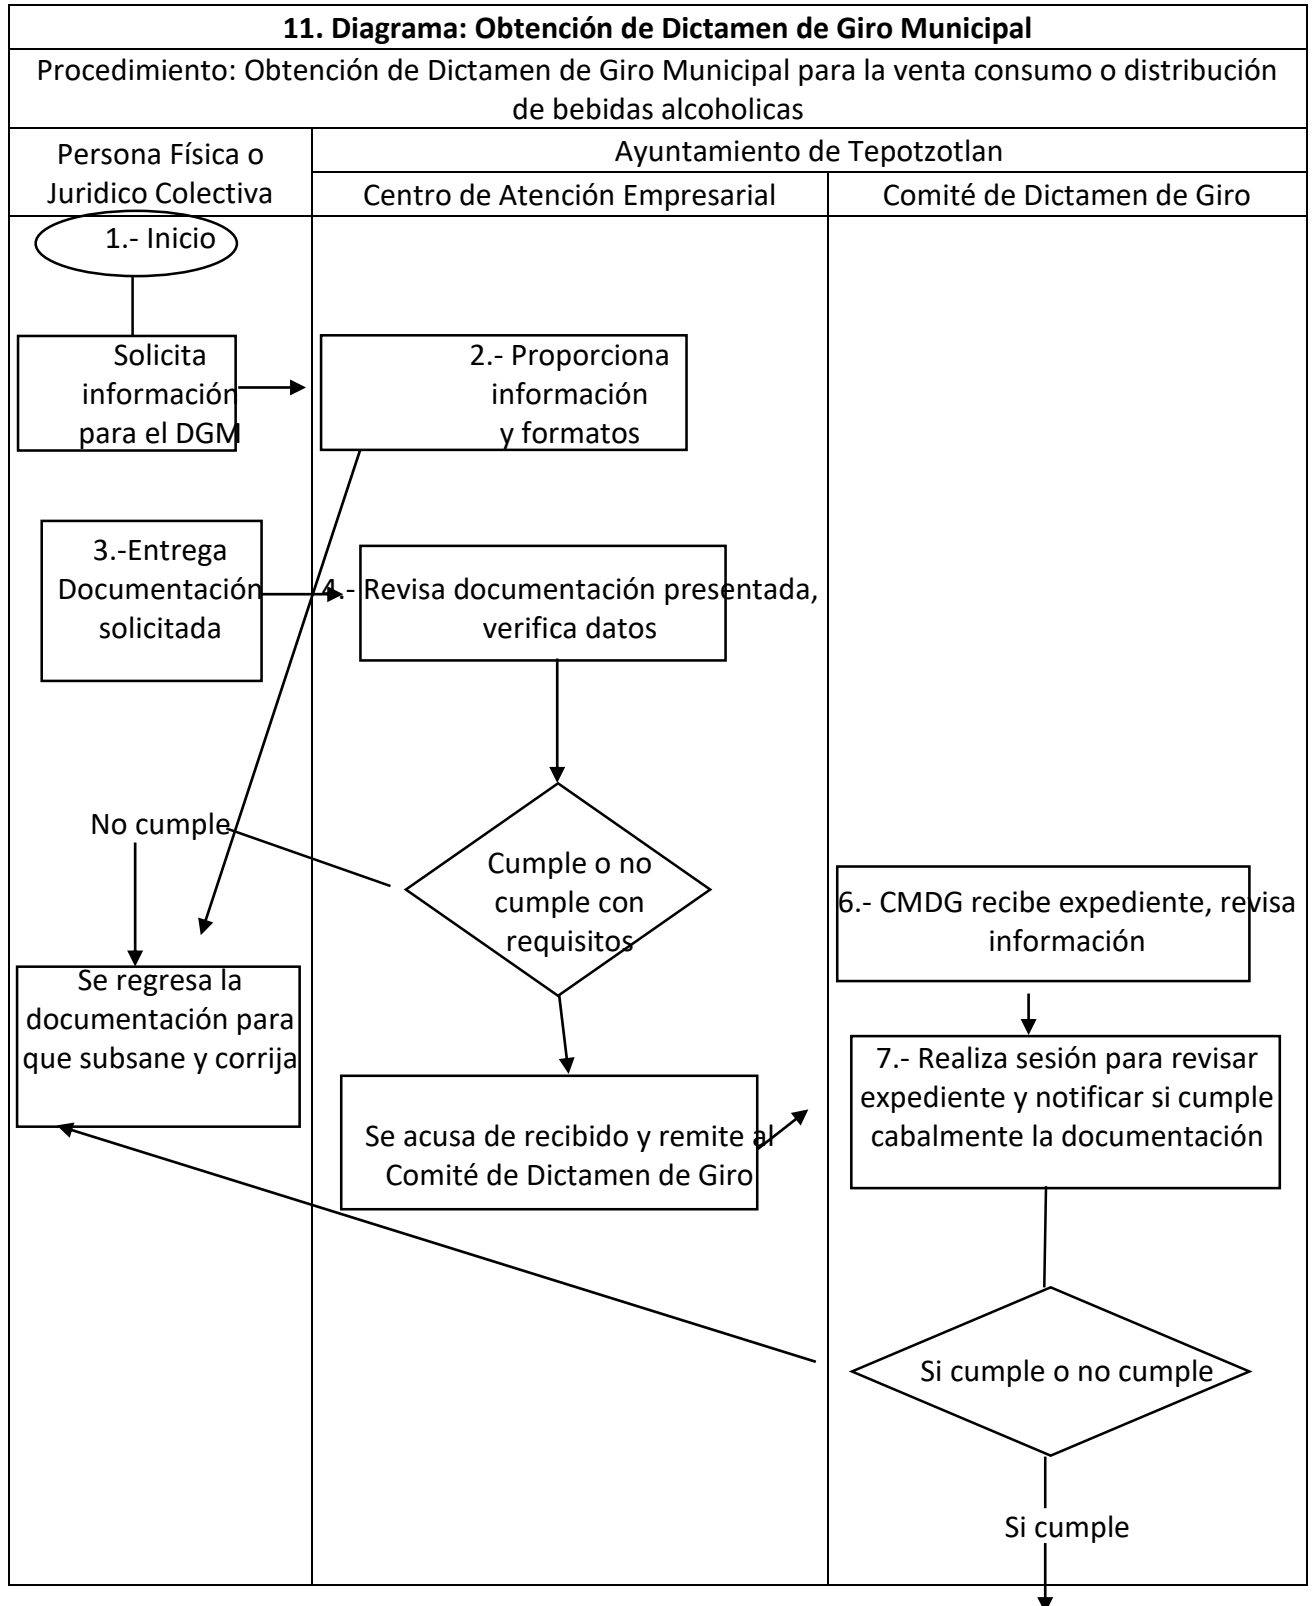 11. Diagrama: Obtención de Dictamen de Giro Municipal
Procedimiento: Obtención de Dictamen de Giro Municipal para la venta consumo o distribución
de bebidas alcoholicas
Persona Física o
Juridico Colectiva
Ayuntamiento de Tepotzotlan
Centro de Atención Empresarial
Comité de Dictamen de Giro
1.- Inicio
Solicita
información
para el DGM
2.- Proporciona
información
y formatos
3.-Entrega
Documentación
solicitada
4.- Revisa documentación presentada,
verifica datos
No cumple
Cumple o no
cumple con
requisitos
6.- CMDG recibe expediente, revisa
información
Se regresa la
documentación para
que subsane y corrija
7.- Realiza sesión para revisar
expediente y notificar si cumple
cabalmente la documentación
Se acusa de recibido y remite al
Comité de Dictamen de Giro
Si cumple o no cumple
Si cumple